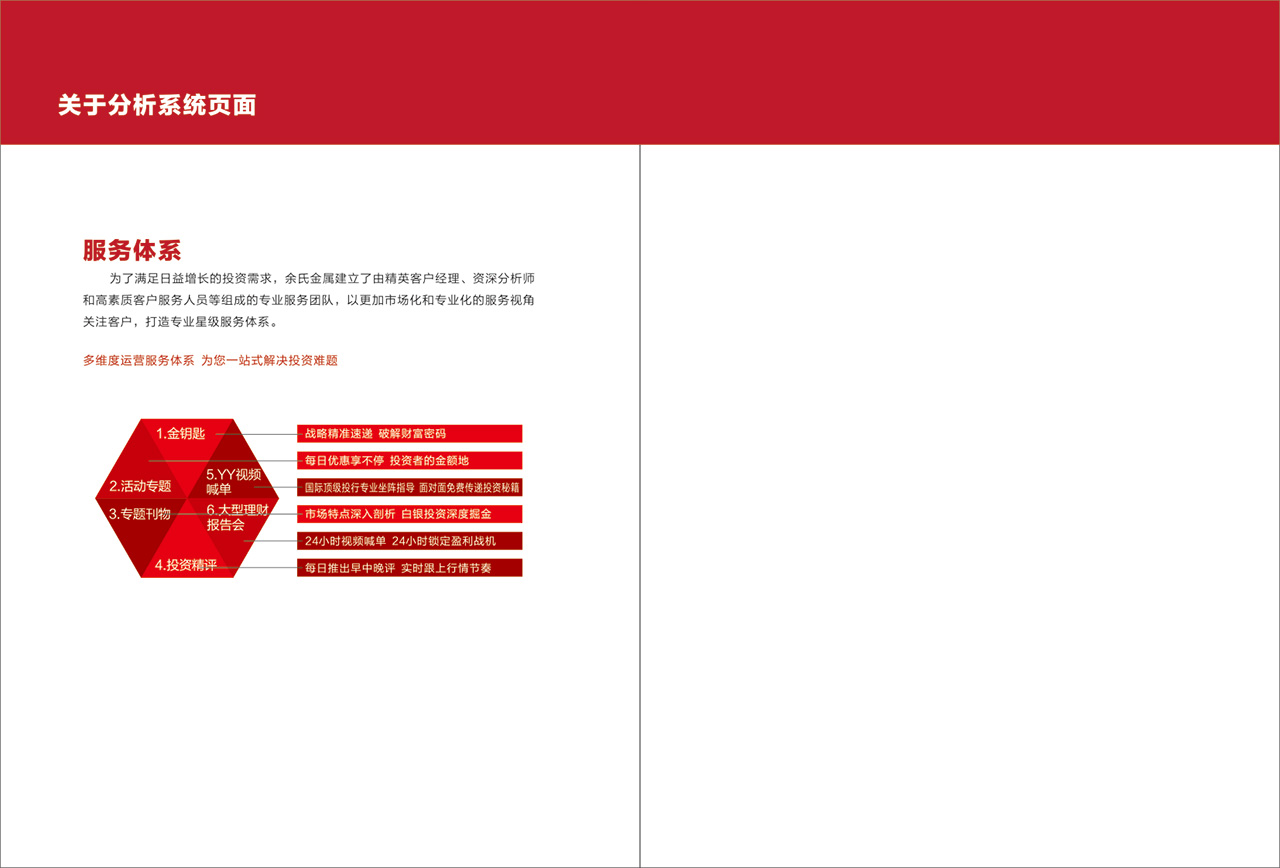 关于分析系统页面
服务体系
为了满足日益增长的投资需求，余氏金属建立了由精英客户经理、资深分析师
和高素质客户服务人员等组成的专业服务团队，以更加市场化和专业化的服务视角
关注客户，打造专业星级服务体系。
多维度运营服务体系 为您一站式解决投资难题
1.金钥匙
2.活动专题
3.专题刊物
4.投资精评
5.YY视频
喊单
6.大型理财
报告会
战略精准速递 破解财富密码
每日优惠享不停 投资者的金额地
国际顶级投行专业坐阵指导 面对面免费传递投资秘籍
市场特点深入剖析 白银投资深度掘金
24小时视频喊单 24小时锁定盈利战机
每日推出早中晚评 实时跟上行情节奏